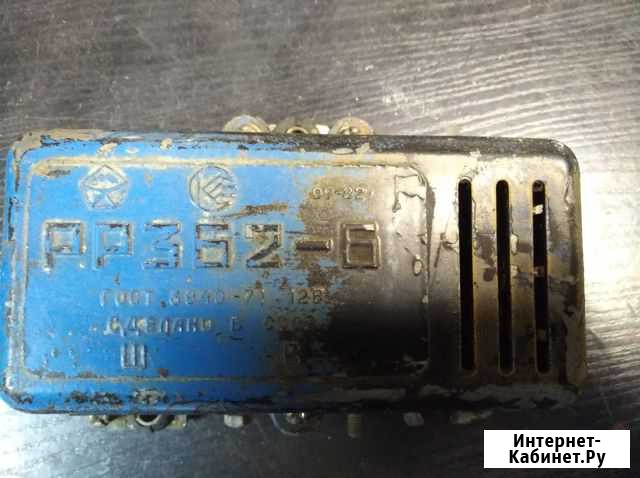 РР362-Б
ГОСТ 3940-71 12В
СДЕЛАНО В СССР
Ш В
Интернет-
Кабинет.Ру